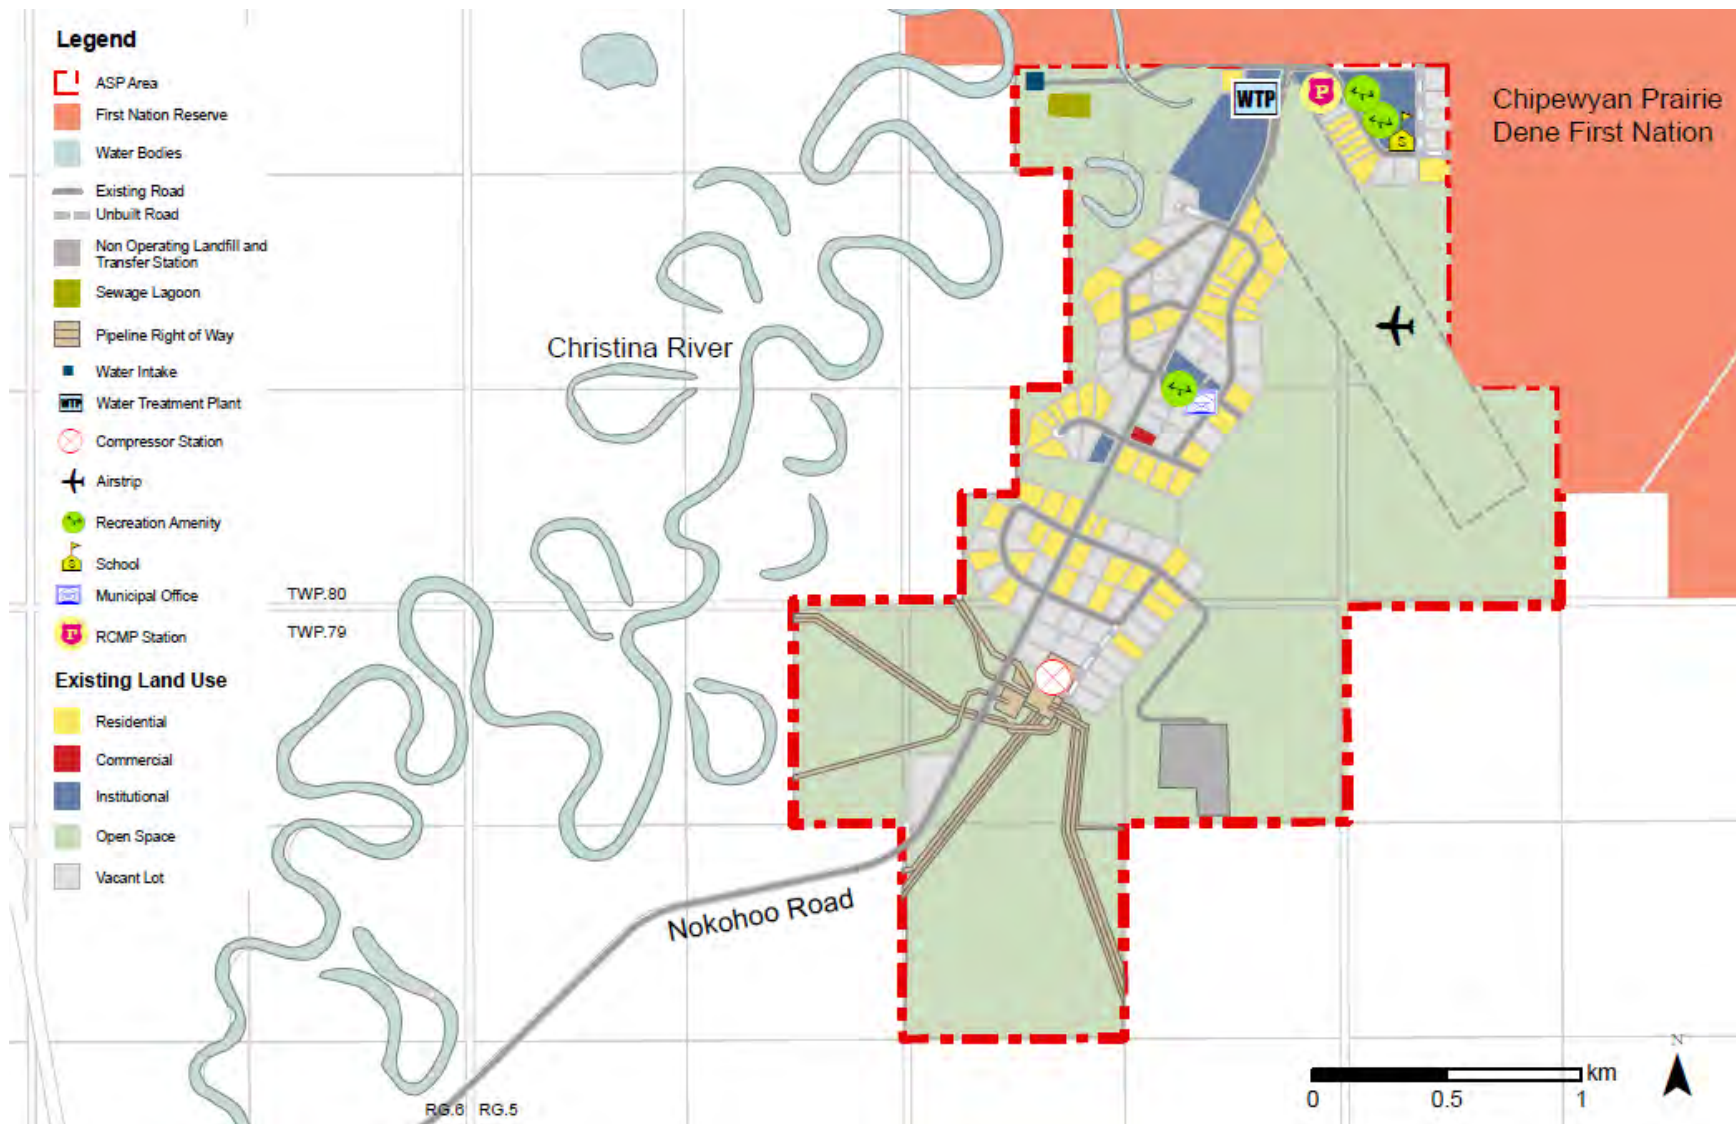 Legend
ASP Area
First Nation Reserve
Water Bodies
Existing Road
Unbuilt Road
Non Operating Landfill and
Transfer Station
Sewage Lagoon
Pipeline Right of Way
Water Intake
WTP Water Treatment Plant
Compressor Station
Airstrip
Recreation Amenity
S School
Municipal Office
P RCMP Station
Existing Land Use
Residential
Commercial
Institutional
Open Space
Vacant Lot
WTP
P
S
Chipewyan Prairie
Dene First Nation
Christina River
TWP.80
TWP.79
Nokohoo Road
RG.6 RG.5
N
km
0 0.5 1